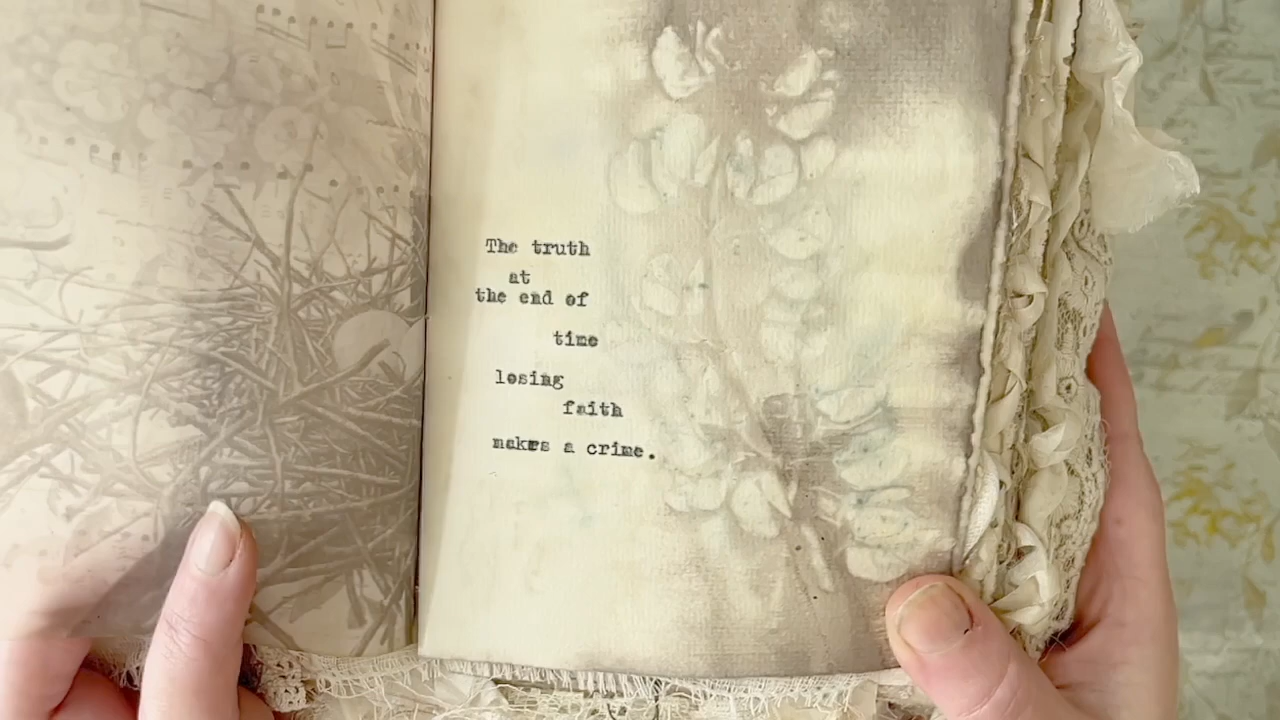 The truth
at
the end of
time
losing
faith
makes a crime.